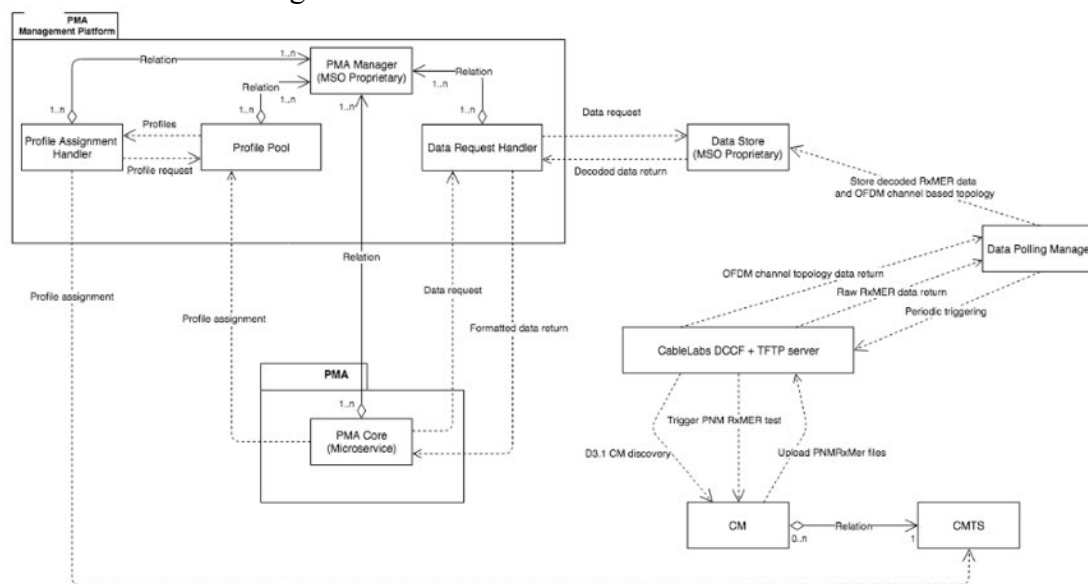 PMA
Management Platform
Relation
1..n
PMA Manager
(MSO Proprietary)
1..n
Relation
1..n
1..n
Relation
1..n
1..n
1..n
1..n
Profile Assignment
Handler
Profiles
Profile request
Profile Pool
Data Request Handler
Data request
Decoded data return
Data Store
(MSO Proprietary)
Store decoded RxMER data
and OFDM channel based topology
Data Polling Manage
Relation
OFDM channel topology data return
Raw RxMER data return
Periodic triggering
Profile assignment
Profile assignment
Data request
Formatted data return
CableLabs DCCF + TFTP server
PMA
1..n
PMA Core
(Microservice)
Trigger PNM RxMER test
D3.1 CM discovery
Upload PNMRxMer files
CM
0..n
Relation
1
CMTS